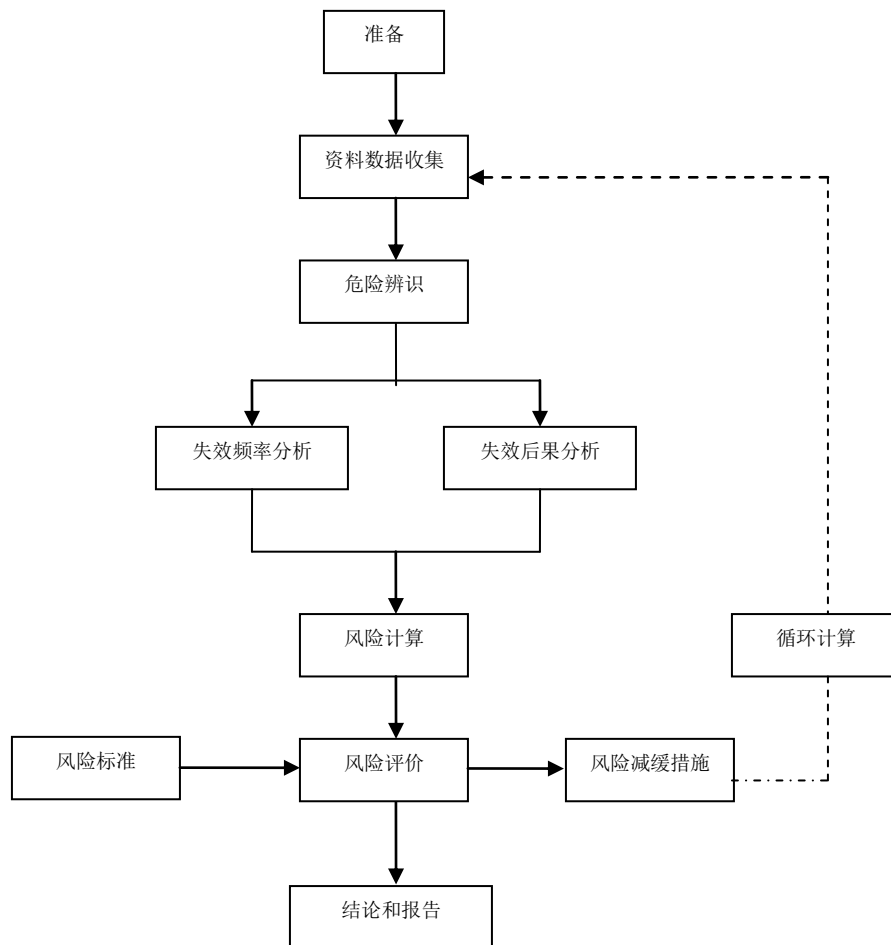 准备
资料数据收集
危险辨识
失效频率分析
失效后果分析
风险计算
循环计算
风险标准
风险评价
风险减缓措施
结论和报告